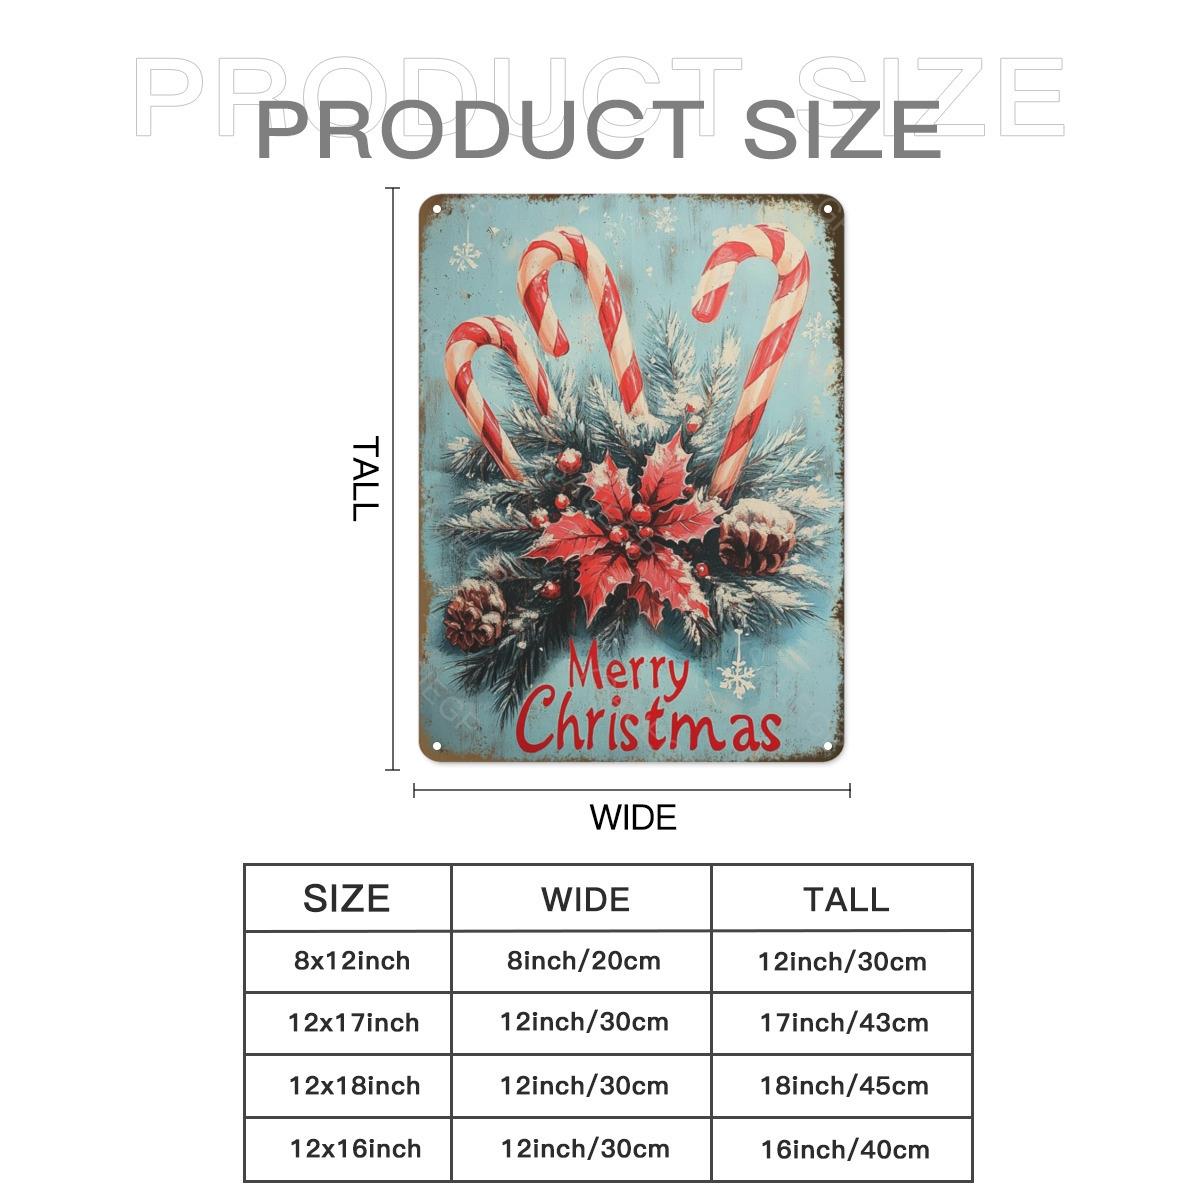 PRODUCT SIZE
PRODUCT SIZE
TALL
Merry
Christmas
WIDE
SIZE WIDE TALL
8x12inch 8inch/20cm 12inch/30cm
12x17inch 12inch/30cm 17inch/43cm
12x18inch 12inch/30cm 18inch/45cm
12x16inch 12inch/30cm 16inch/40cm